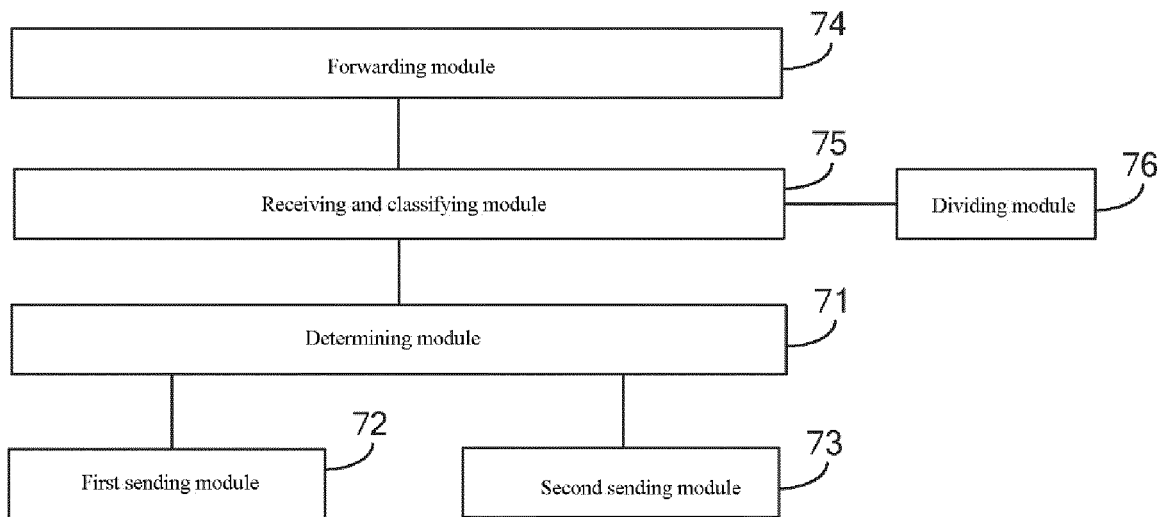 74
Forwarding module
75
Receiving and classifying module
76
Dividing module
71
Determining module
72
First sending module
73
Second sending module